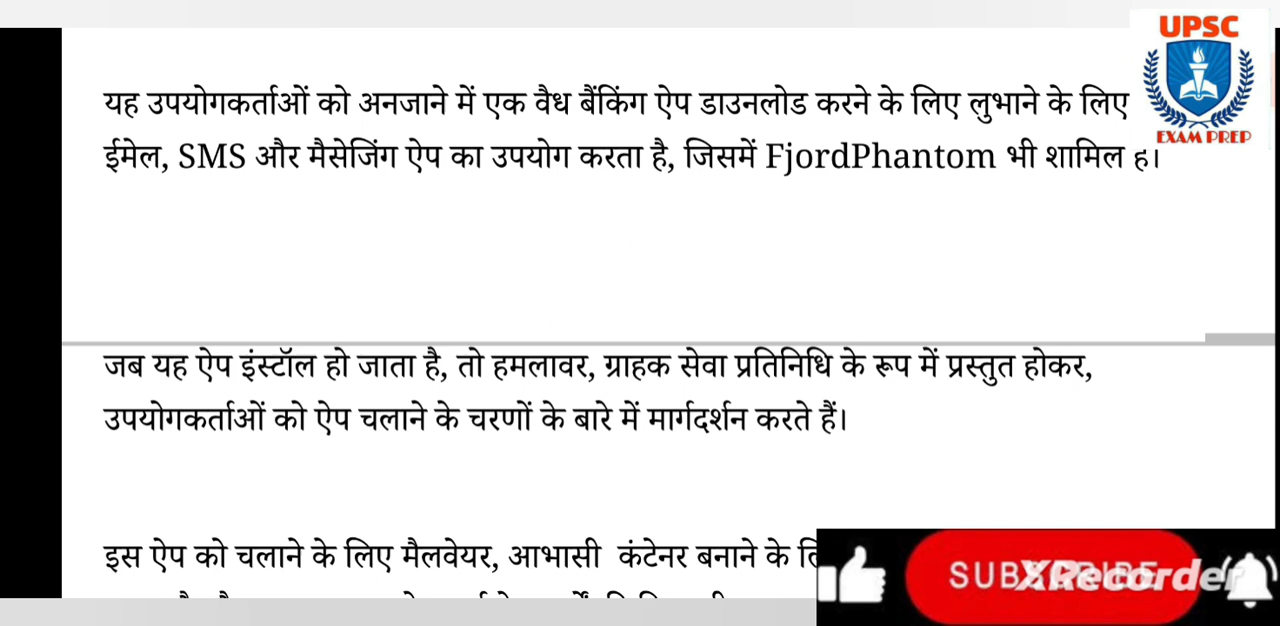 UPSC
EXAM PREP
यह उपयोगकर्ताओं को अनजाने में एक वैध बैंकिंग ऐप डाउनलोड करने के लिए लुभाने के लिए
ईमेल, SMS और मैसेजिंग ऐप का उपयोग करता है, जिसमें FjordPhantom भी शामिल है।
जब यह ऐप इंस्टॉल हो जाता है, तो हमलावर, ग्राहक सेवा प्रतिनिधि के रूप में प्रस्तुत होकर,
उपयोगकर्ताओं को ऐप चलाने के चरणों के बारे में मार्गदर्शन करते हैं।
इस ऐप को चलाने के लिए मैलवेयर, आभासी कंटेनर बनाने के
SUBSCRIBE
XRecorder